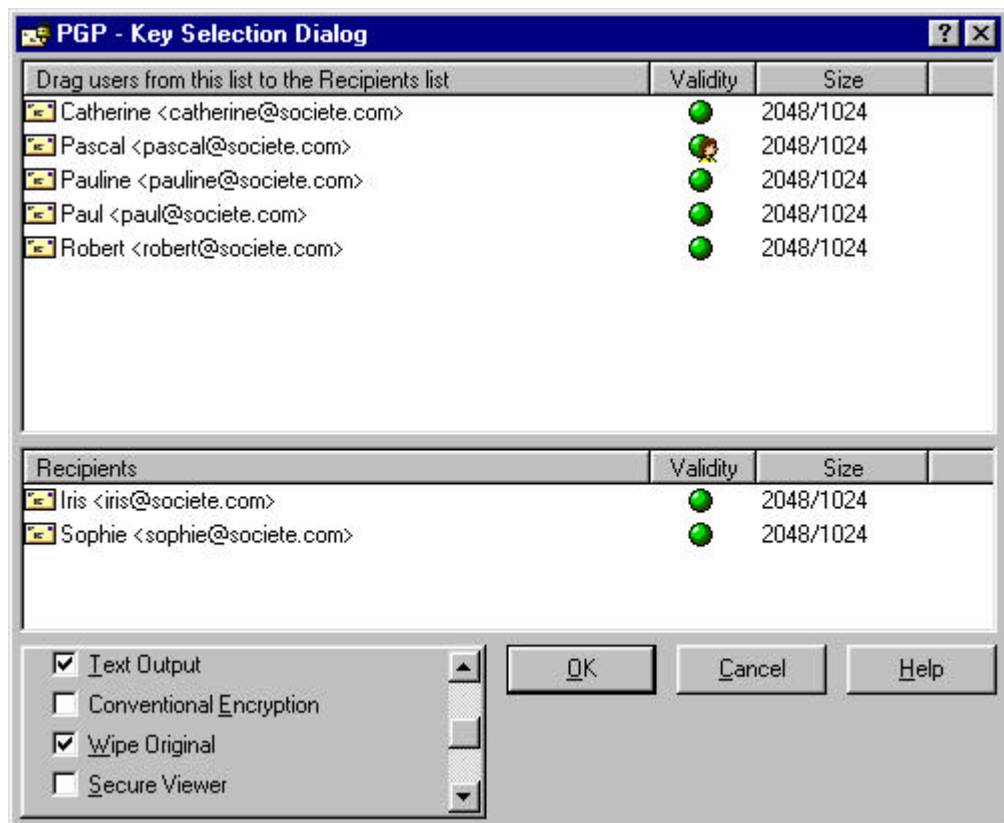 PGP - Key Selection Dialog
Drag users from this list to the Recipients list Validity Size
Catherine <catherine@societe.com> 2048/1024
Pascal <pascal@societe.com> 2048/1024
Pauline <pauline@societe.com> 2048/1024
Paul <paul@societe.com> 2048/1024
Robert <robert@societe.com> 2048/1024
Recipients Validity Size
Iris <iris@societe.com> 2048/1024
Sophie <sophie@societe.com> 2048/1024
Text Output
OK Cancel Help
Conventional Encryption
Wipe Original
Secure Viewer